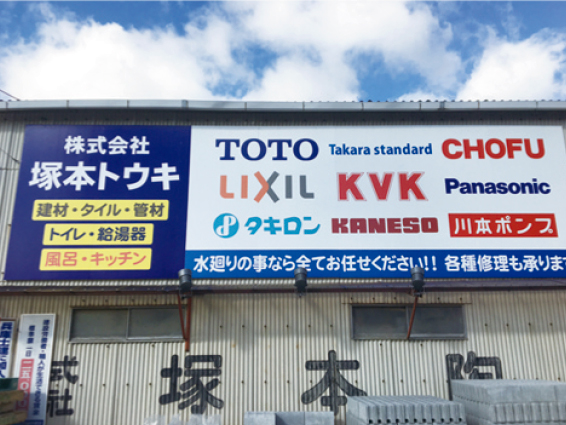 株式会社
塚本トウキ
建材・タイル・管材
トイレ・給湯器
風呂・キッチン
TOTO Takara standard CHOFU
LIXIL KVK Panasonic
タキロン KANESO 川本ポンプ
水廻りの事なら全てお任せください!! 各種修理も承りま
式
社
塚本陶